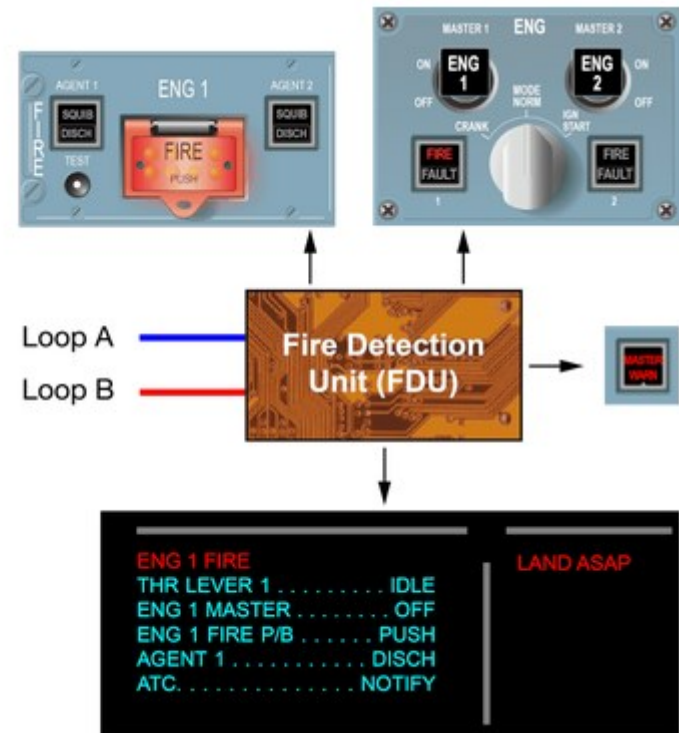 AGENT 1
ENG 1
AGENT 2
FIRE
SQUIB
DISCH
SQUIB
DISCH
TEST
FIRE
PUSH
MASTER 1
ENG
MASTER 2
ON
OFF
ENG
1
ENG
2
ON
OFF
MODE
NORM
CRANK
IGN
START
FIRE
FAULT
1
FIRE
FAULT
2
Loop A
Loop B
Fire Detection
Unit (FDU)
MASTER
WARN
ENG 1 FIRE
THR LEVER 1 . . . . . . . . . IDLE
ENG 1 MASTER . . . . . . . . OFF
ENG 1 FIRE P/B . . . . . . PUSH
AGENT 1 . . . . . . . . . . . DISCH
ATC. . . . . . . . . . . . . . . NOTIFY
LAND ASAP